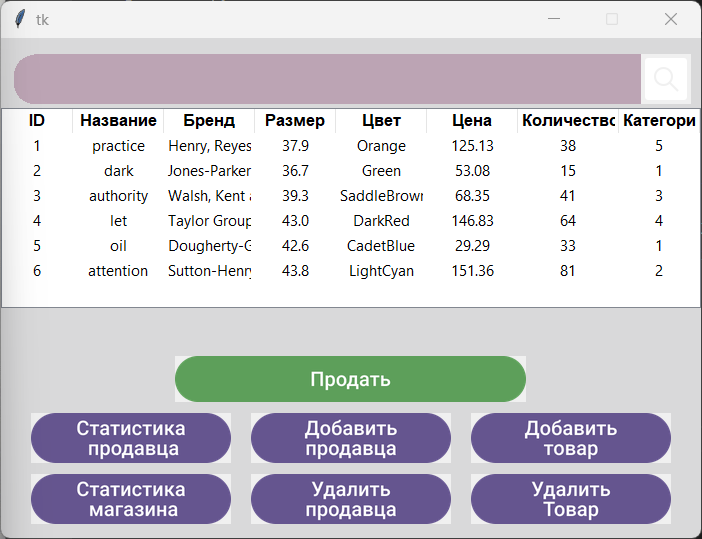 tk
ID Название Бренд Размер Цвет Цена Количество Категори
1 practice Henry, Reyes 37.9 Orange 125.13 38 5
2 dark Jones-Parker 36.7 Green 53.08 15 1
3 authority Walsh, Kent a 39.3 SaddleBrown 68.35 41 3
4 let Taylor Group 43.0 DarkRed 146.83 64 4
5 oil Dougherty-G 42.6 CadetBlue 29.29 33 1
6 attention Sutton-Henry 43.8 LightCyan 151.36 81 2
Продать
Статистика
продавца
Добавить
продавца
Добавить
товар
Статистика
магазина
Удалить
продавца
Удалить
Товар